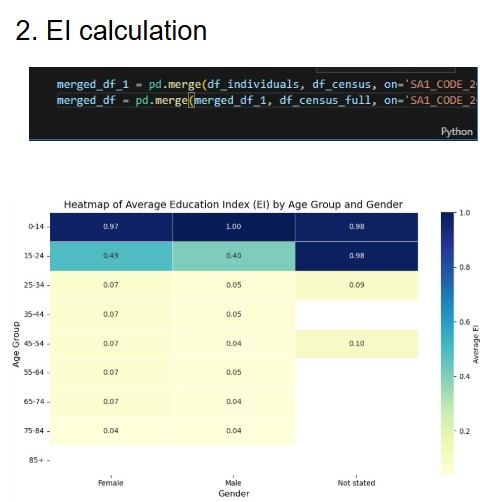 2. EI calculation
merged_df_1 = pd.merge(df_individuals, df_census, on='SA1_CODE_2
merged_df = pd.merge(merged_df_1, df_census_full, on='SA1_CODE_2
Python
Heatmap of Average Education Index (EI) by Age Group and Gender
0-14 0.97 1.00 0.98 1.0
15-24 0.49 0.40 0.98 0.8
25-34 0.07 0.05 0.09
35-44 0.07 0.05 0.6
45-54 0.07 0.04 0.10
55-64 0.07 0.05 0.4
65-74 0.07 0.04
75-84 0.04 0.04 0.2
85+
Female Male Not stated
Gender
Age Group
Average EI